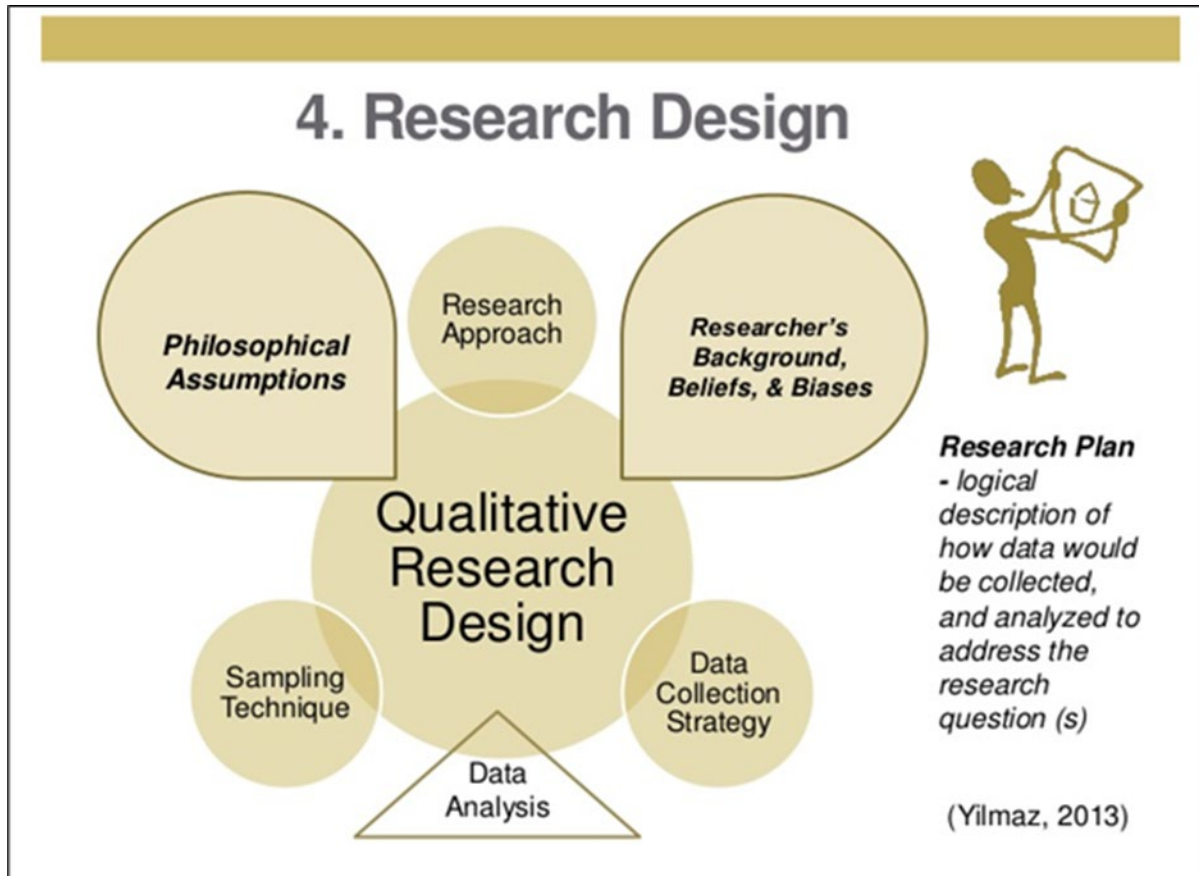 4. Research Design
Philosophical
Assumptions
Research
Approach
Researcher's
Background,
Beliefs, & Biases
Qualitative
Research
Design
Sampling
Technique
Data
Analysis
Data
Collection
Strategy
Research Plan
- logical
description of
how data would
be collected,
and analyzed to
address the
research
question (s)
(Yilmaz, 2013)